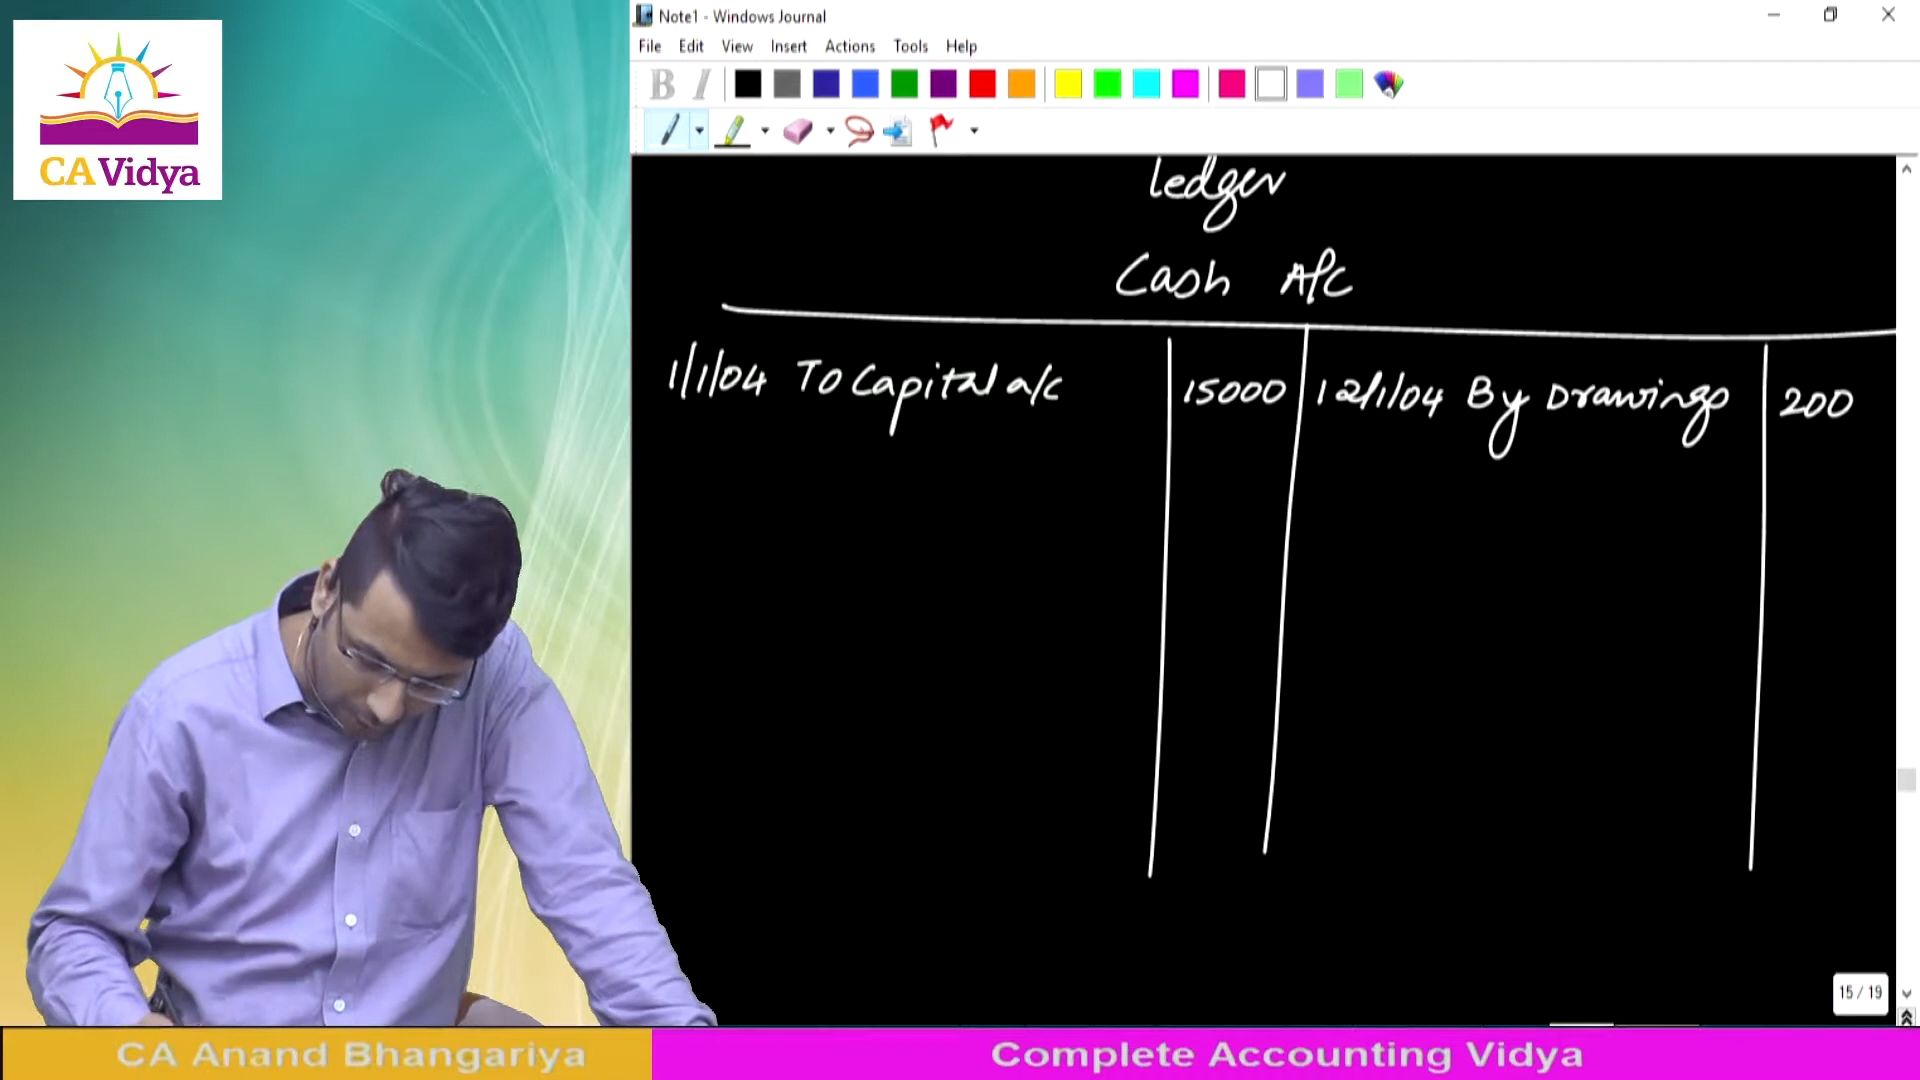 CA Vidya
Note1 - Windows Journal
File Edit View Insert Actions Tools Help
B I
ledger
Cash A/C
1/1/04 To Capital a/c 15000 12/1/04 By Drawings 200
15 / 19
CA Anand Bhangariya
Complete Accounting Vidya